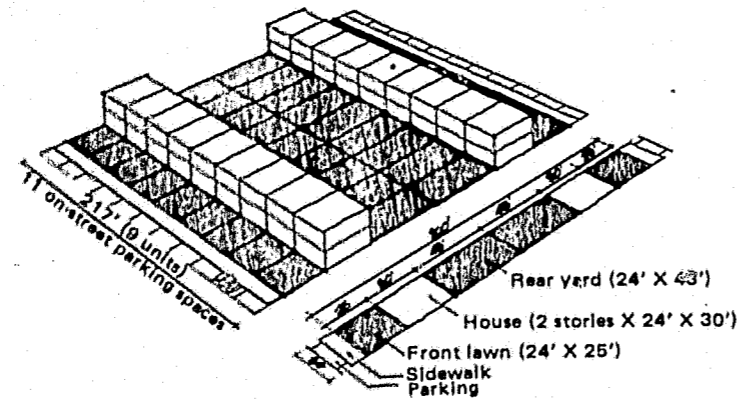 217' (9 units)
11 on-street parking spaces
Rear yard (24' X 43')
House (2 stories X 24' X 30')
Front lawn (24' X 25')
Sidewalk
Parking